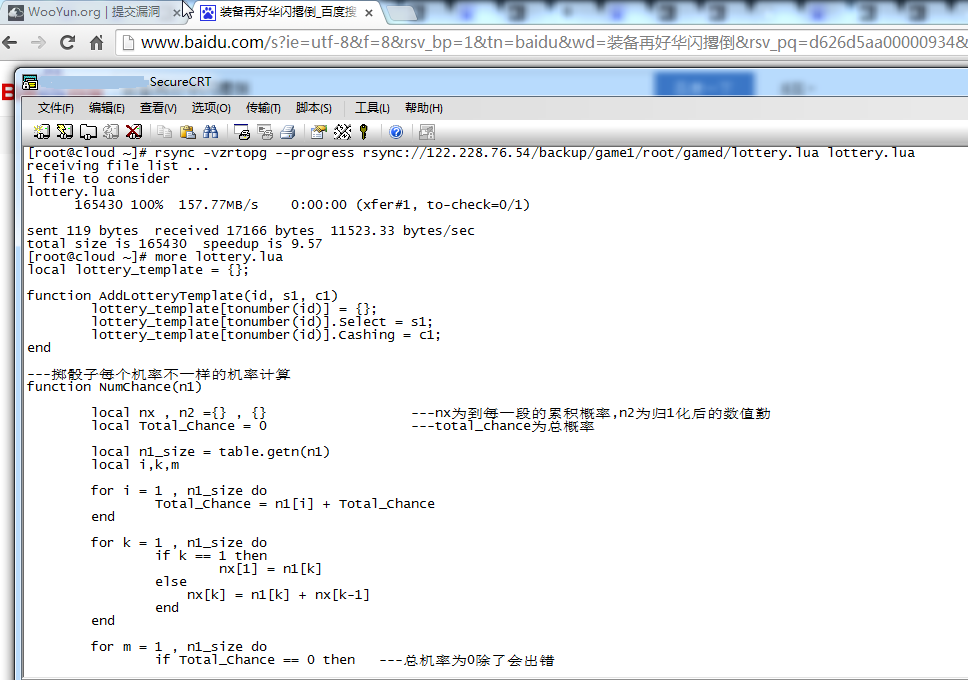 WooYun.org | 提交漏洞
装备再好华闪擢倒_百度搜
www.baidu.com/s?ie=utf-8&f=8&rsv_bp=1&tn=baidu&wd=装备再好华闪擢倒&rsv_pq=d626d5aa00000934&
SecureCRT
文件(F) 编辑(E) 查看(V) 选项(O) 传输(T) 脚本(S) 工具(L) 帮助(H)
[root@cloud ~]# rsync -vzrtopg --progress rsync://122.228.76.54/backup/game1/root/gamed/lottery.lua lottery.lua
receiving file list ...
1 file to consider
lottery.lua
165430 100% 157.77MB/s 0:00:00 (xfer#1, to-check=0/1)
sent 119 bytes received 17166 bytes 11523.33 bytes/sec
total size is 165430 speedup is 9.57
[root@cloud ~]# more lottery.lua
local lottery_template = {};
function AddLotteryTemplate(id, s1, c1)
lottery_template[tonumber(id)] = {};
lottery_template[tonumber(id)].Select = s1;
lottery_template[tonumber(id)].Cashing = c1;
end
---掷骰子每个机率不一样的机率计算
function NumChance(n1)
local nx , n2 ={} , {} ---nx为到每一段的累积概率,n2为归1化后的数值勤
local Total_Chance = 0 ---total_chance为总概率
local n1_size = table.getn(n1)
local i,k,m
for i = 1 , n1_size do
Total_Chance = n1[i] + Total_Chance
end
for k = 1 , n1_size do
if k == 1 then
nx[1] = n1[k]
else
nx[k] = n1[k] + nx[k-1]
end
end
for m = 1 , n1_size do
if Total_Chance == 0 then ---总机率为0除了会出错